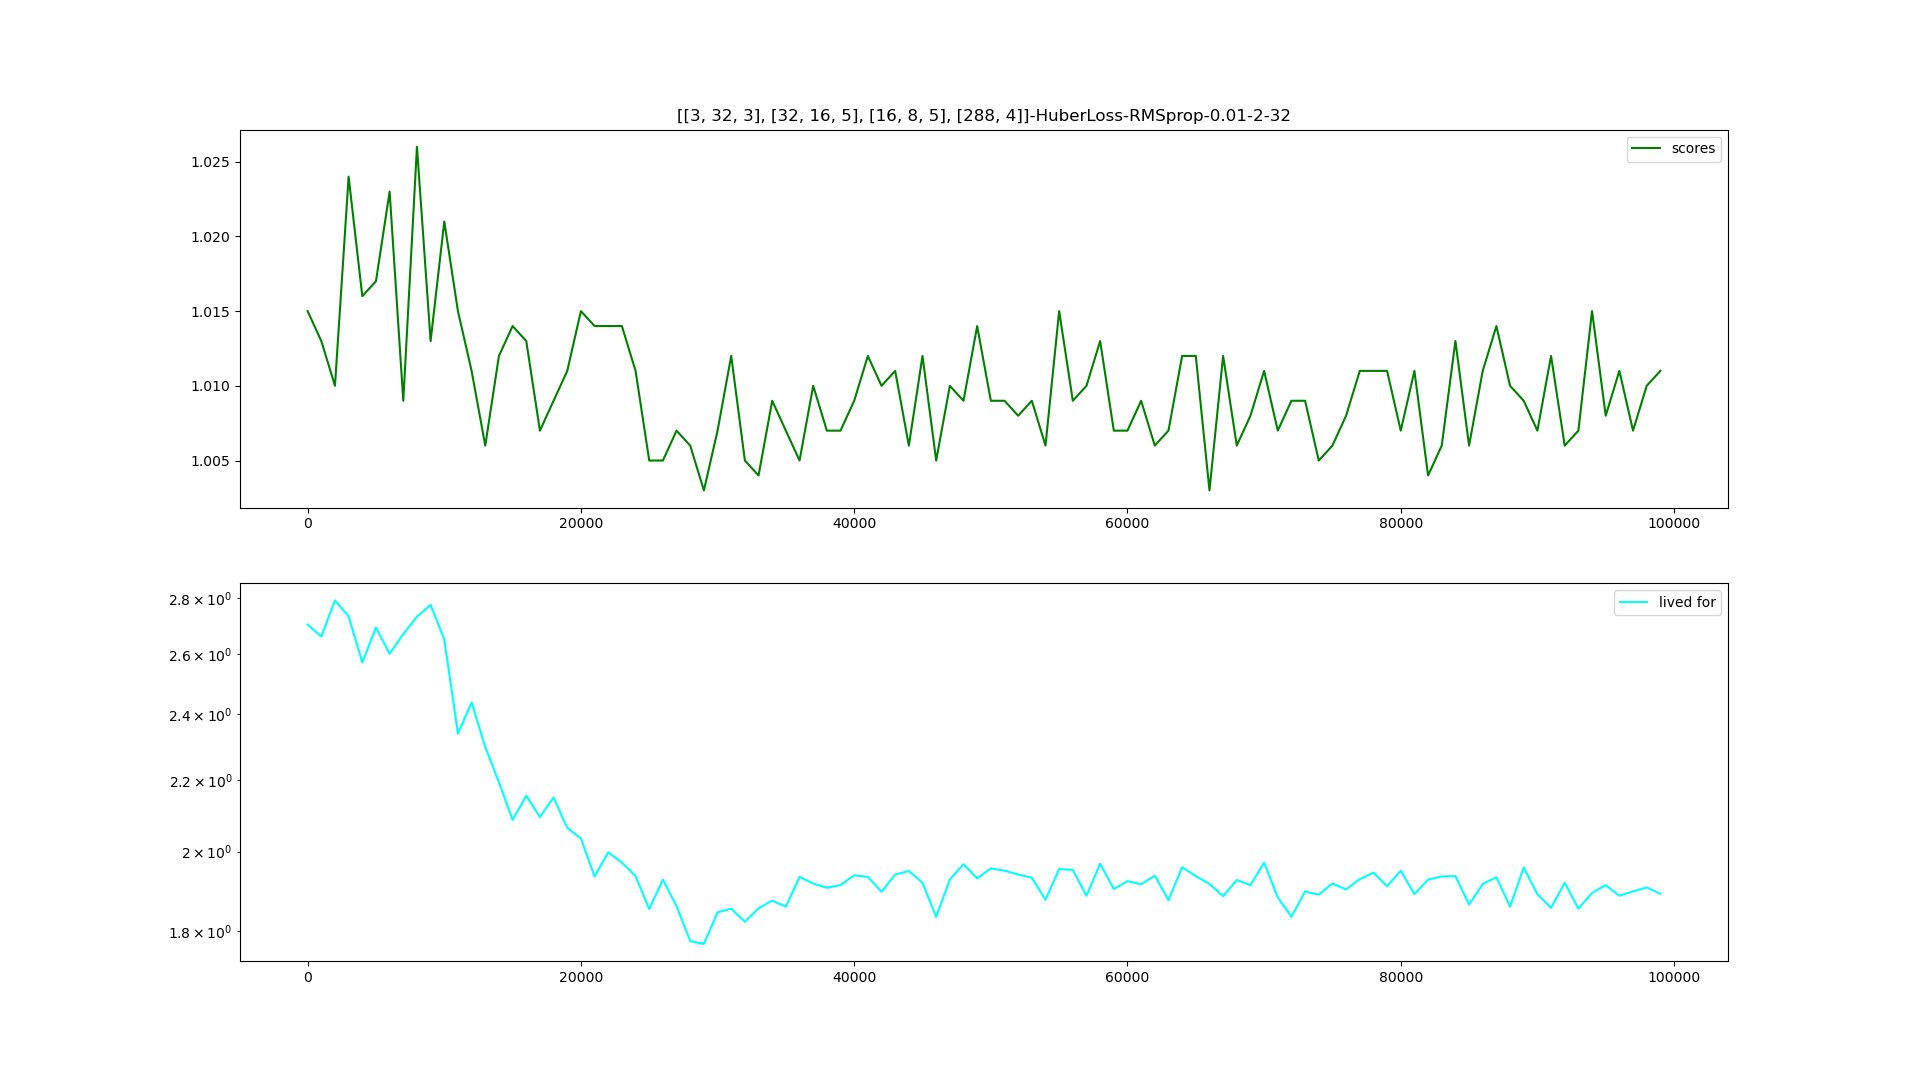 [[3, 32, 3], [32, 16, 5], [16, 8, 5], [288, 4]]-HuberLoss-RMSprop-0.01-2-32
scores
1.025
1.020
1.015
1.010
1.005
0 20000 40000 60000 80000 100000
lived for
2.8 × 10⁰
2.6 × 10⁰
2.4 × 10⁰
2.2 × 10⁰
2 × 10⁰
1.8 × 10⁰
0 20000 40000 60000 80000 100000